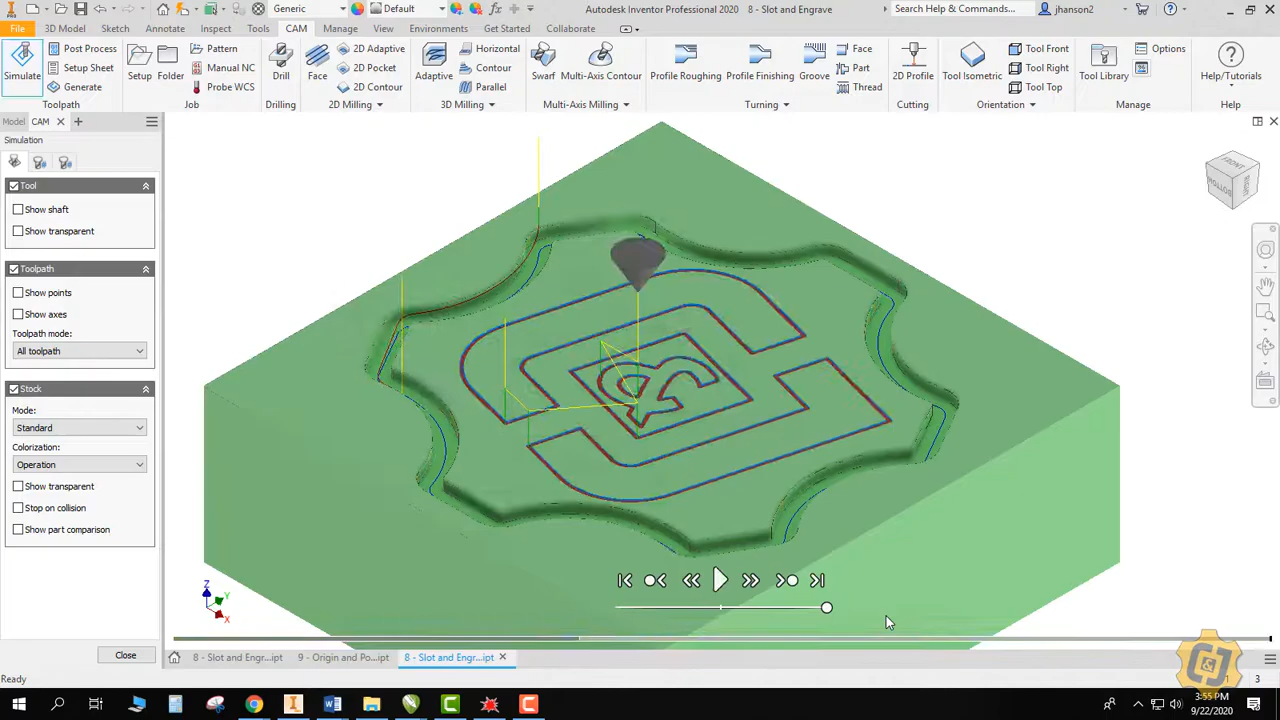 Generic Default Autodesk Inventor Professional 2020 8 - Slot and Engrave Search Help & Commands... jhanson2
File 3D Model Sketch Annotate Inspect Tools CAM Manage View Environments Get Started Collaborate
Simulate Post Process Setup Sheet Generate Setup Folder Pattern Manual NC Probe WCS Drill Face 2D Adaptive 2D Pocket 2D Contour Adaptive Horizontal Contour Parallel Swarf Multi-Axis Contour Profile Roughing Profile Finishing Groove Face Part Thread 2D Profile Tool Isometric Tool Front Tool Right Tool Top Tool Library Options Help/Tutorials
Toolpath Job Drilling 2D Milling 3D Milling Multi-Axis Milling Turning Cutting Orientation Manage Help
Model CAM
Simulation
Tool
Show shaft
Show transparent
Toolpath
Show points
Show axes
Toolpath mode:
All toolpath
Stock
Mode:
Standard
Colorization:
Operation
Show transparent
Stop on collision
Show part comparison
Close
FRONT
BOTTOM
Z
Y
X
8 - Slot and Engr...ipt 9 - Origin and Po...ipt 8 - Slot and Engr...ipt
Ready
1 3
C&J
3:55 PM
9/22/2020